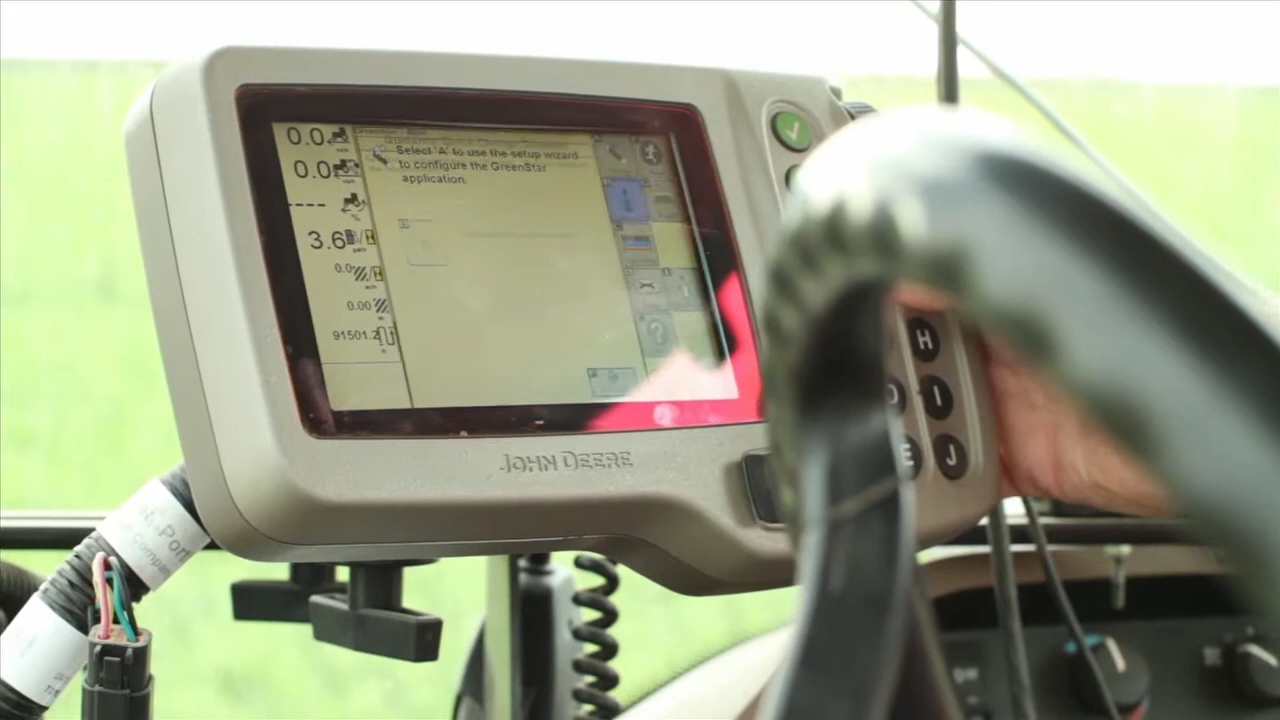 0.0
0.0
3.6
0.0
0.00
91501.2
Select 'A' to use the setup wizard
to configure the GreenStar
application.
JOHN DEERE
H
D I
E J